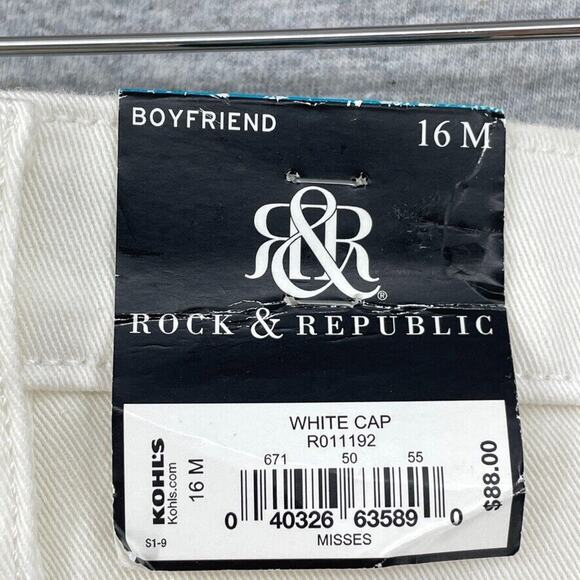 BOYFRIEND 16 M
R&R®
ROCK & REPUBLIC
WHITE CAP
R011192
671 50 55
0 40326 63589 0
MISSES
KOHL'S
Kohls.com
16 M
S1-9
$88.00